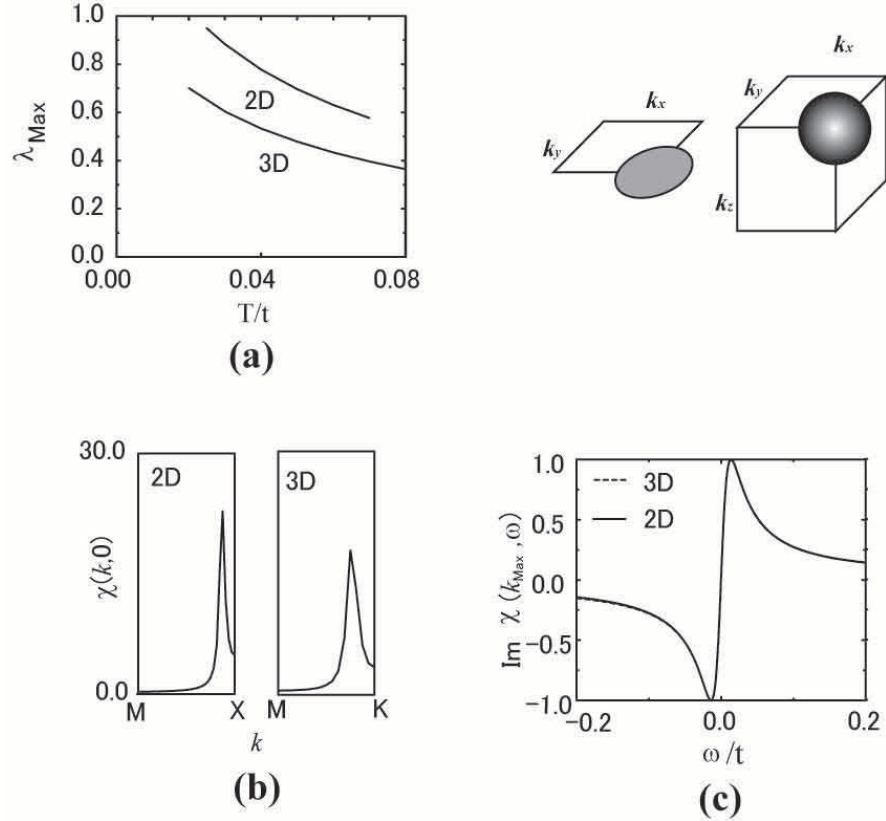 1.0
0.8
0.6
0.4
0.2
0.0
λMax
2D
3D
0.00
0.04
0.08
T/t
(a)
kx
ky
kx
ky
kz
30.0
0.0
χ(k,0)
2D
3D
M
X
M
K
k
(b)
1.0
0.5
0.0
−0.5
−1.0
Im χ (kMax,ω)
3D
2D
−0.2
0.0
0.2
ω/t
(c)